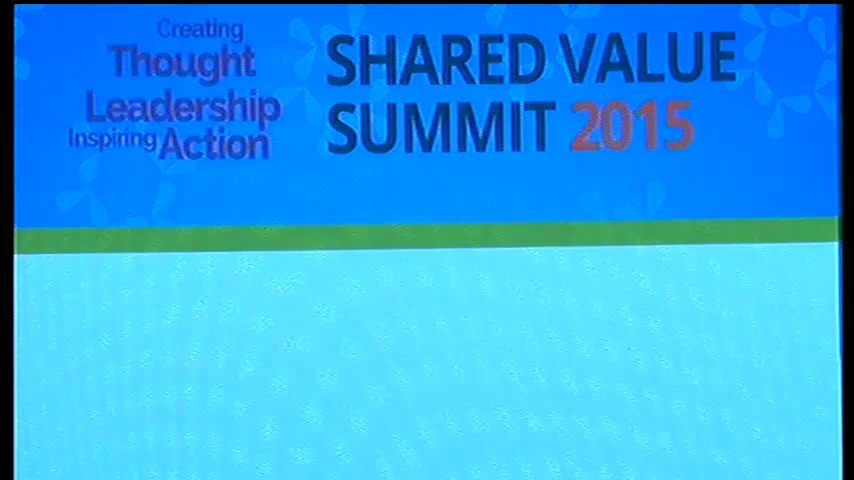 Creating
Thought
Leadership
Inspiring Action
SHARED VALUE
SUMMIT 2015